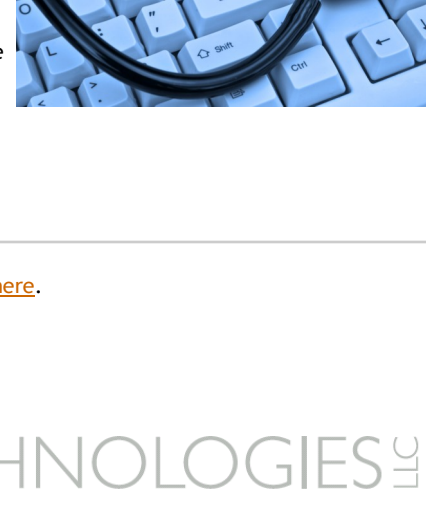 O
" '
L
: ;
⇧ Shift
e
>
.
Ctrl
←
<
here.
HNOLOGIES LLC